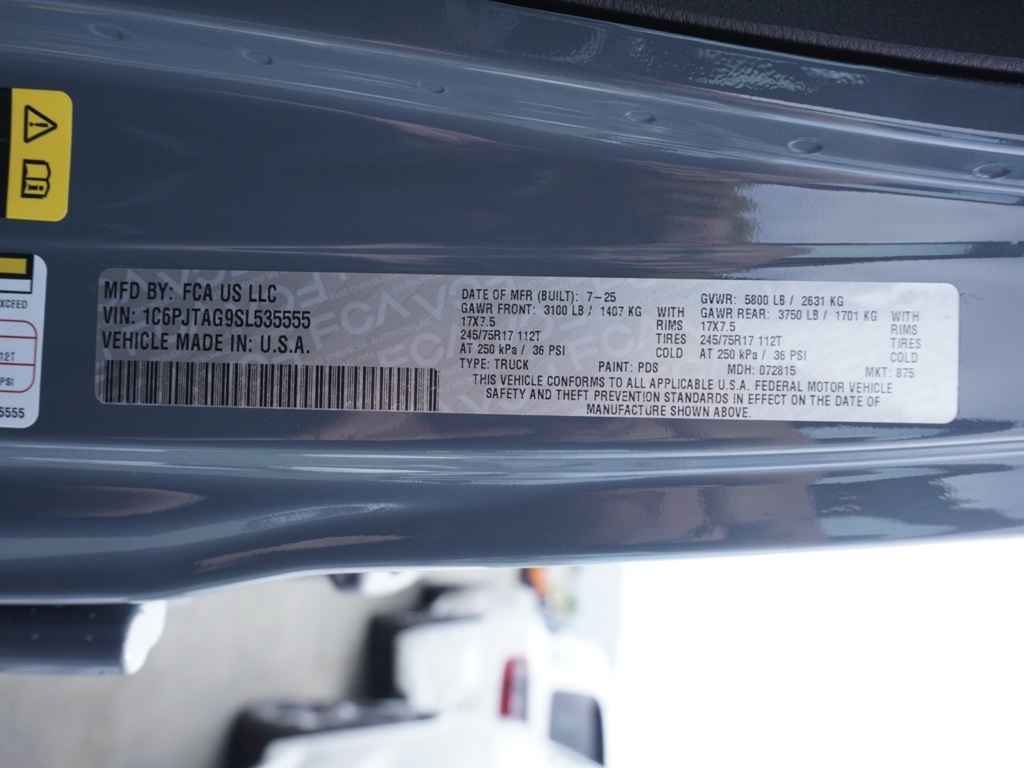 MFD BY: FCA US LLC
VIN: 1C6PJTAG9SL535555
VEHICLE MADE IN: U.S.A.
DATE OF MFR (BUILT): 7-25
GAWR FRONT: 3100 LB / 1407 KG WITH
17X7.5 RIMS
245/75R17 112T TIRES
AT 250 kPa / 36 PSI COLD
GVWR: 5800 LB / 2631 KG
GAWR REAR: 3750 LB / 1701 KG WITH
17X7.5 RIMS
245/75R17 112T TIRES
AT 250 kPa / 36 PSI COLD
TYPE: TRUCK PAINT: PDS MDH: 072815 MKT: 875
THIS VEHICLE CONFORMS TO ALL APPLICABLE U.S.A. FEDERAL MOTOR VEHICLE
SAFETY AND THEFT PREVENTION STANDARDS IN EFFECT ON THE DATE OF
MANUFACTURE SHOWN ABOVE.
EXCEED
12T
PSI
5555